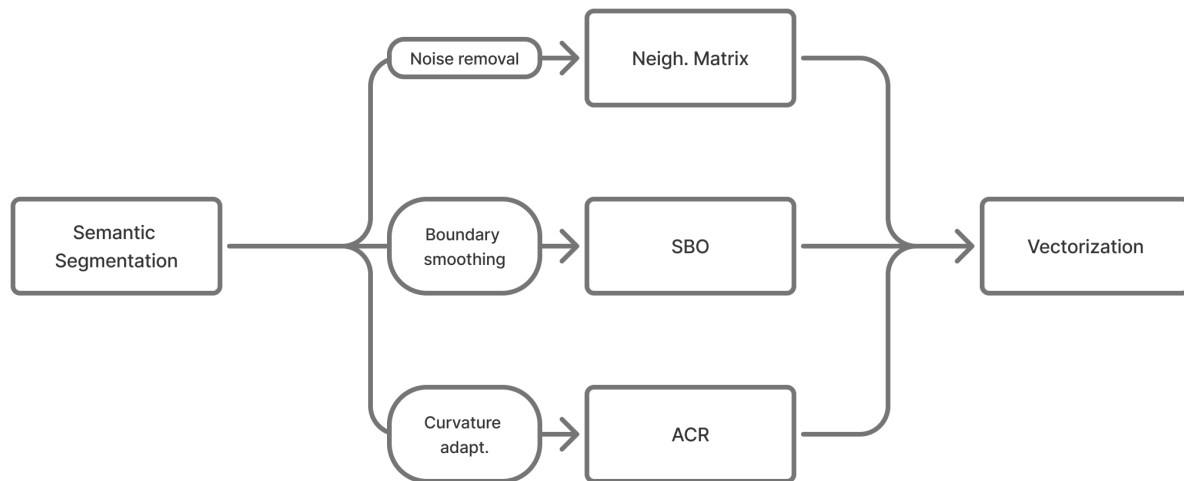 Noise removal
Neigh. Matrix
Semantic
Segmentation
Boundary
smoothing
SBO
Vectorization
Curvature
adapt.
ACR